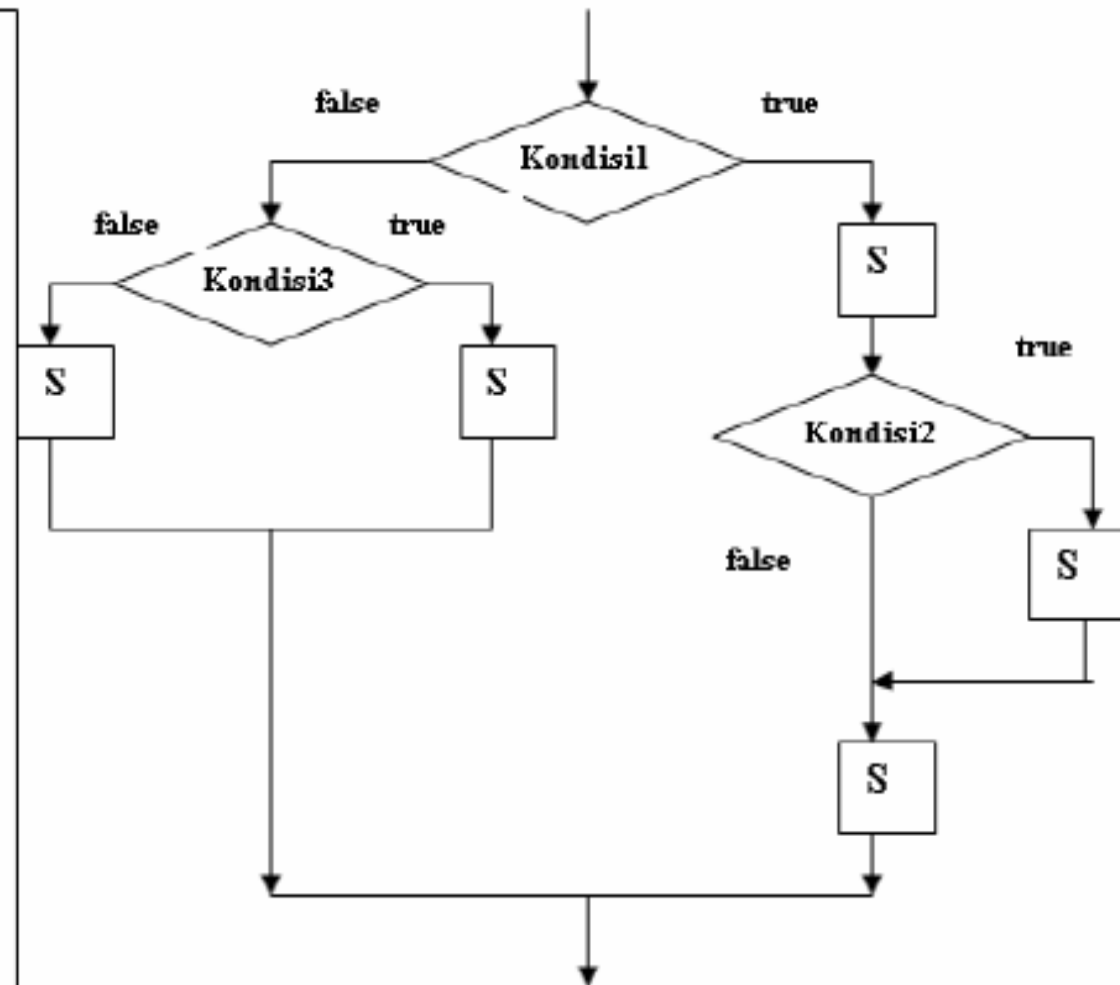 false
true
Kondisi1
false
true
Kondisi3
S
S
true
S
Kondisi2
S
false
S